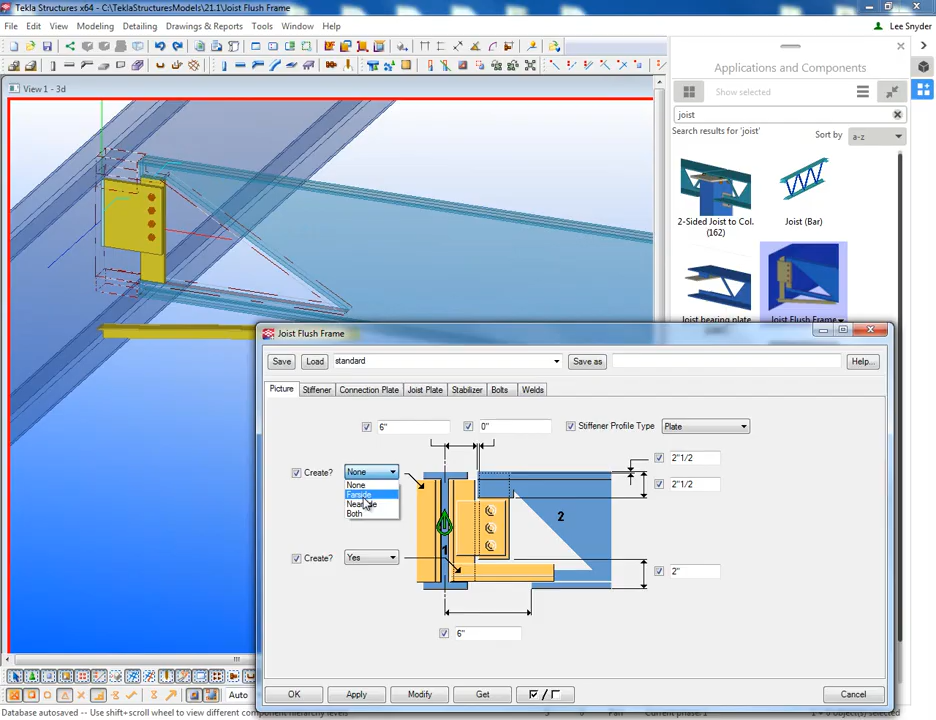 Tekla Structures x64 - C:\TeklaStructuresModels\21.1\Joist Flush Frame
File Edit View Modeling Detailing Drawings & Reports Tools Window Help
Lee Snyder
View 1 - 3d
Applications and Components
Show selected
joist
Search results for 'joist'
Sort by a-z
2-Sided Joist to Col. (162)
Joist (Bar)
Joist bearing plate
Joist Flush Frame
Joist Flush Frame
Save Load standard Save as Help...
Picture Stiffener Connection Plate Joist Plate Stabilizer Bolts Welds
6" 0" Stiffener Profile Type Plate
2"1/2
Create? None
2"1/2
None
Farside
Nearside
Both
1
2
Create? Yes
2"
6"
OK Apply Modify Get / Cancel
Auto
Database autosaved -- Use shift+scroll wheel to view different component hierarchy levels
Pan Current phase: 1